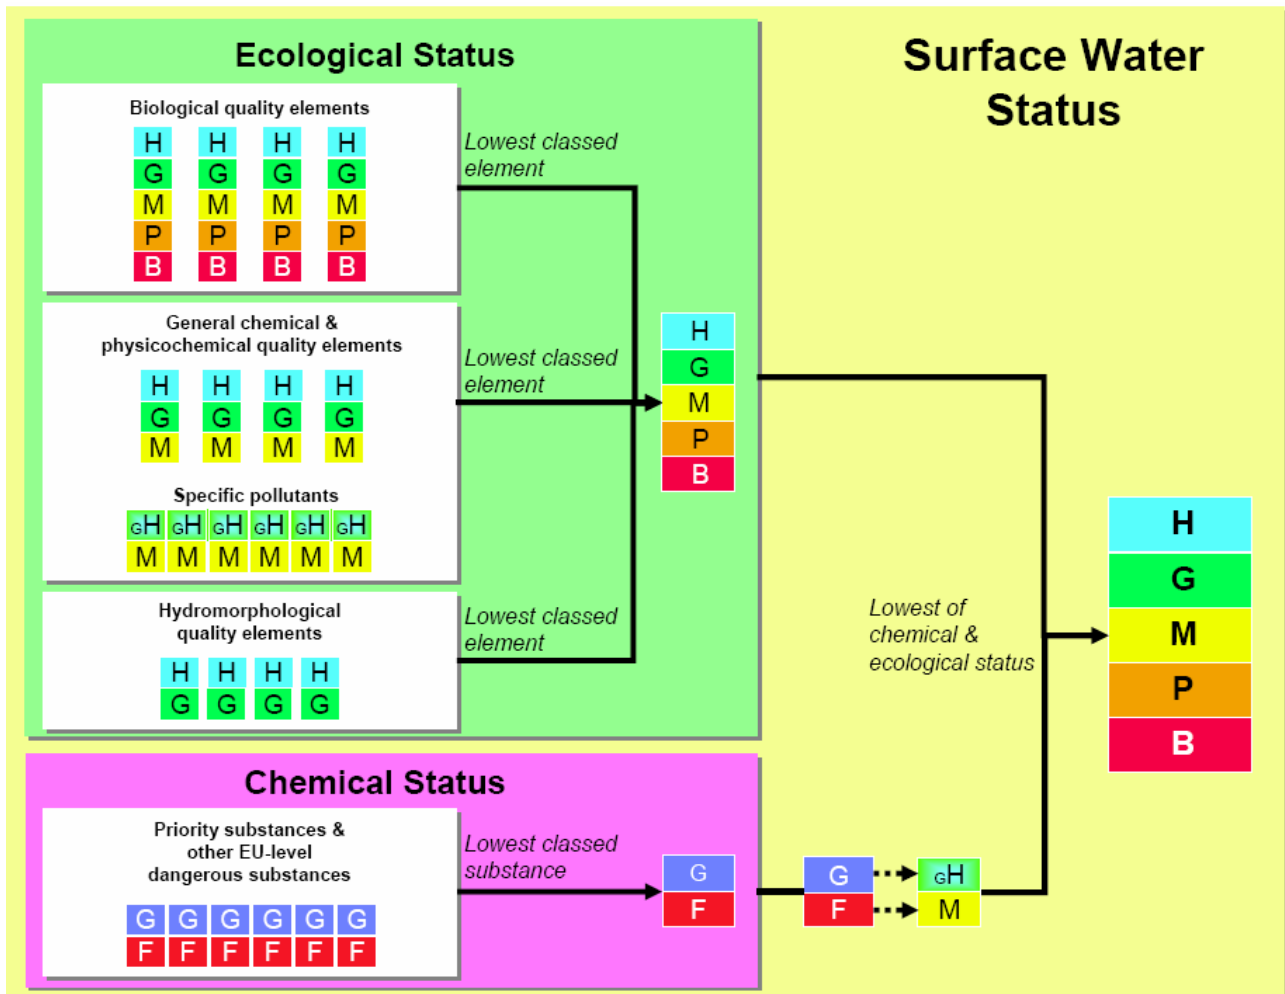 Ecological Status
Surface Water
Status
Biological quality elements
H H H H
G G G G
M M M M
P P P P
B B B B
Lowest classed
element
General chemical &
physicochemical quality elements
H H H H
G G G G
M M M M
Lowest classed
element
Specific pollutants
GH GH GH GH GH GH
M M M M M M
Hydromorphological
quality elements
H H H H
G G G G
Lowest classed
element
H
G
M
P
B
Lowest of
chemical &
ecological status
H
G
M
P
B
Chemical Status
Priority substances &
other EU-level
dangerous substances
G G G G G G
F F F F F F
Lowest classed
substance
G
F
G GH
F M